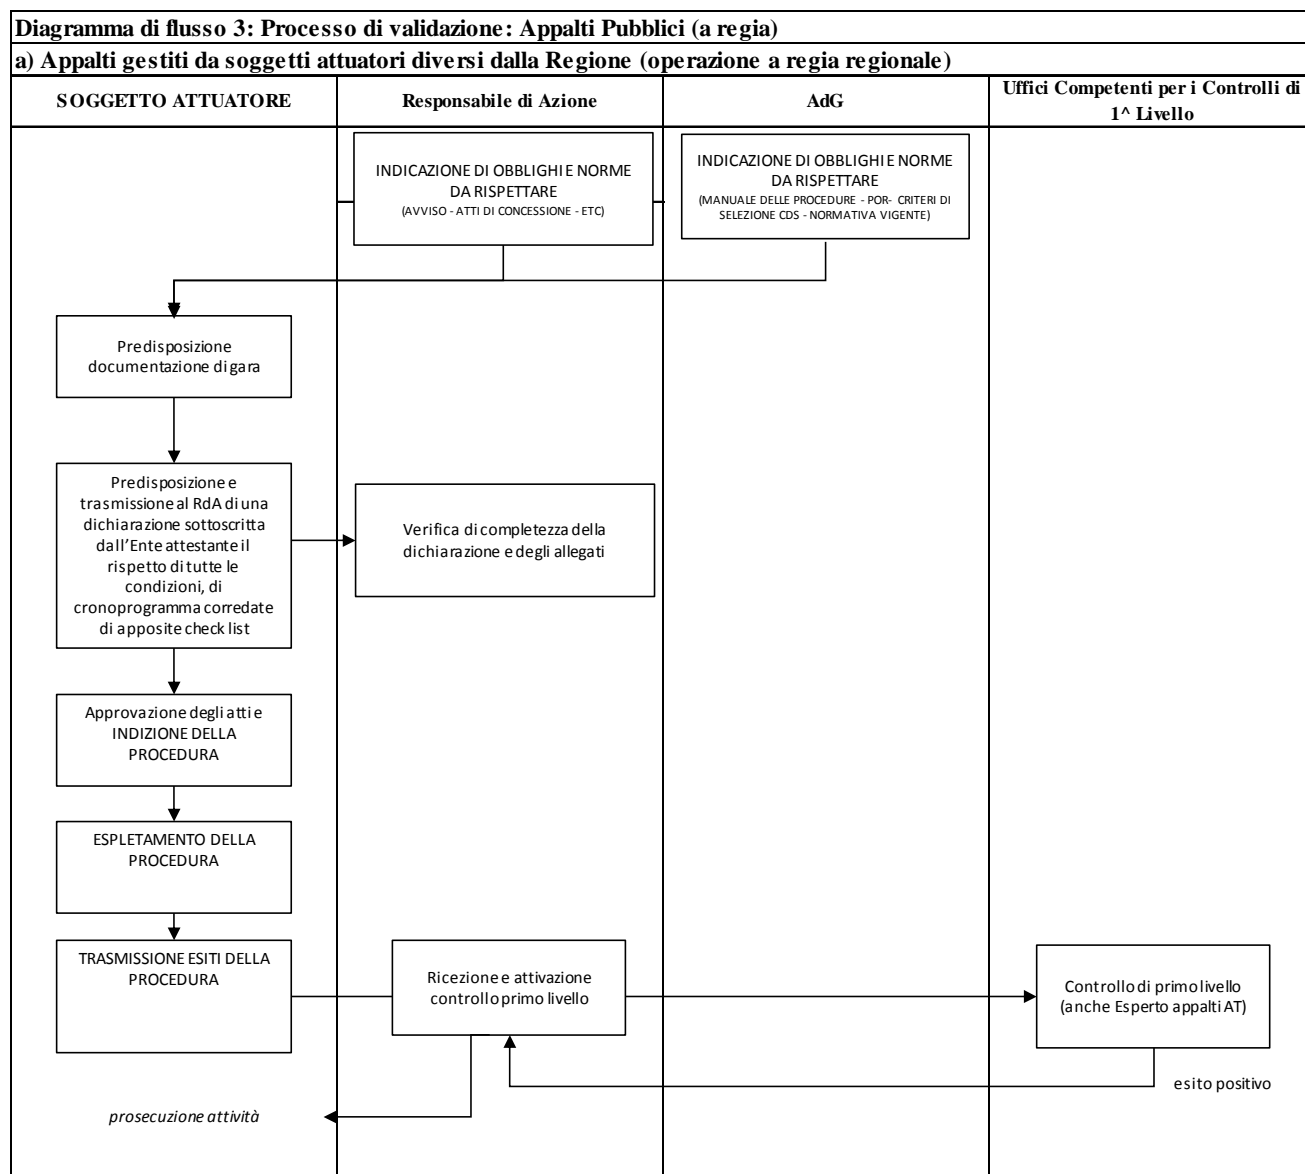 Diagramma di flusso 3: Processo di validazione: Appalti Pubblici (a regia)
a) Appalti gestiti da soggetti attuatori diversi dalla Regione (operazione a regia regionale)
SOGGETTO ATTUATORE
Responsabile di Azione
AdG
Uffici Competenti per i Controlli di
1^ Livello
INDICAZIONE DI OBBLIGHI E NORME
DA RISPETTARE
(AVVISO - ATTI DI CONCESSIONE - ETC)
INDICAZIONE DI OBBLIGHI E NORME
DA RISPETTARE
(MANUALE DELLE PROCEDURE - POR- CRITERI DI
SELEZIONE CDS - NORMATIVA VIGENTE)
Predisposizione
documentazione di gara
Predisposizione e
trasmissione al RdA di una
dichiarazione sottoscritta
dall'Ente attestante il
rispetto di tutte le
condizioni, di
cronoprogramma corredate
di apposite check list
Verifica di completezza della
dichiarazione e degli allegati
Approvazione degli atti e
INDIZIONE DELLA
PROCEDURA
ESPLETAMENTO DELLA
PROCEDURA
TRASMISSIONE ESITI DELLA
PROCEDURA
Ricezione e attivazione
controllo primo livello
Controllo di primo livello
(anche Esperto appalti AT)
esito positivo
prosecuzione attività